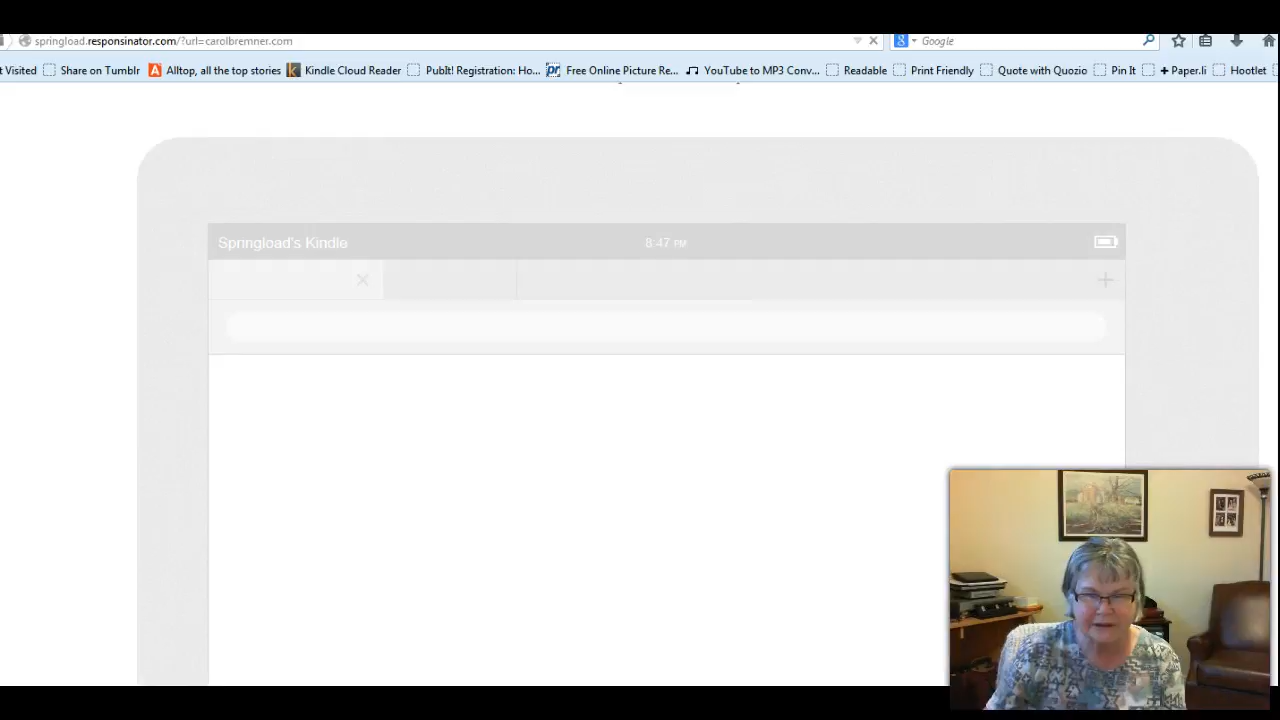 springload.responsinator.com/?url=carolbremner.com
Google
t Visited Share on Tumblr Alltop, all the top stories Kindle Cloud Reader PubIt! Registration: Ho... Free Online Picture Re... YouTube to MP3 Conv... Readable Print Friendly Quote with Quozio Pin It + Paper.li Hootlet
Springload's Kindle 8:47 PM